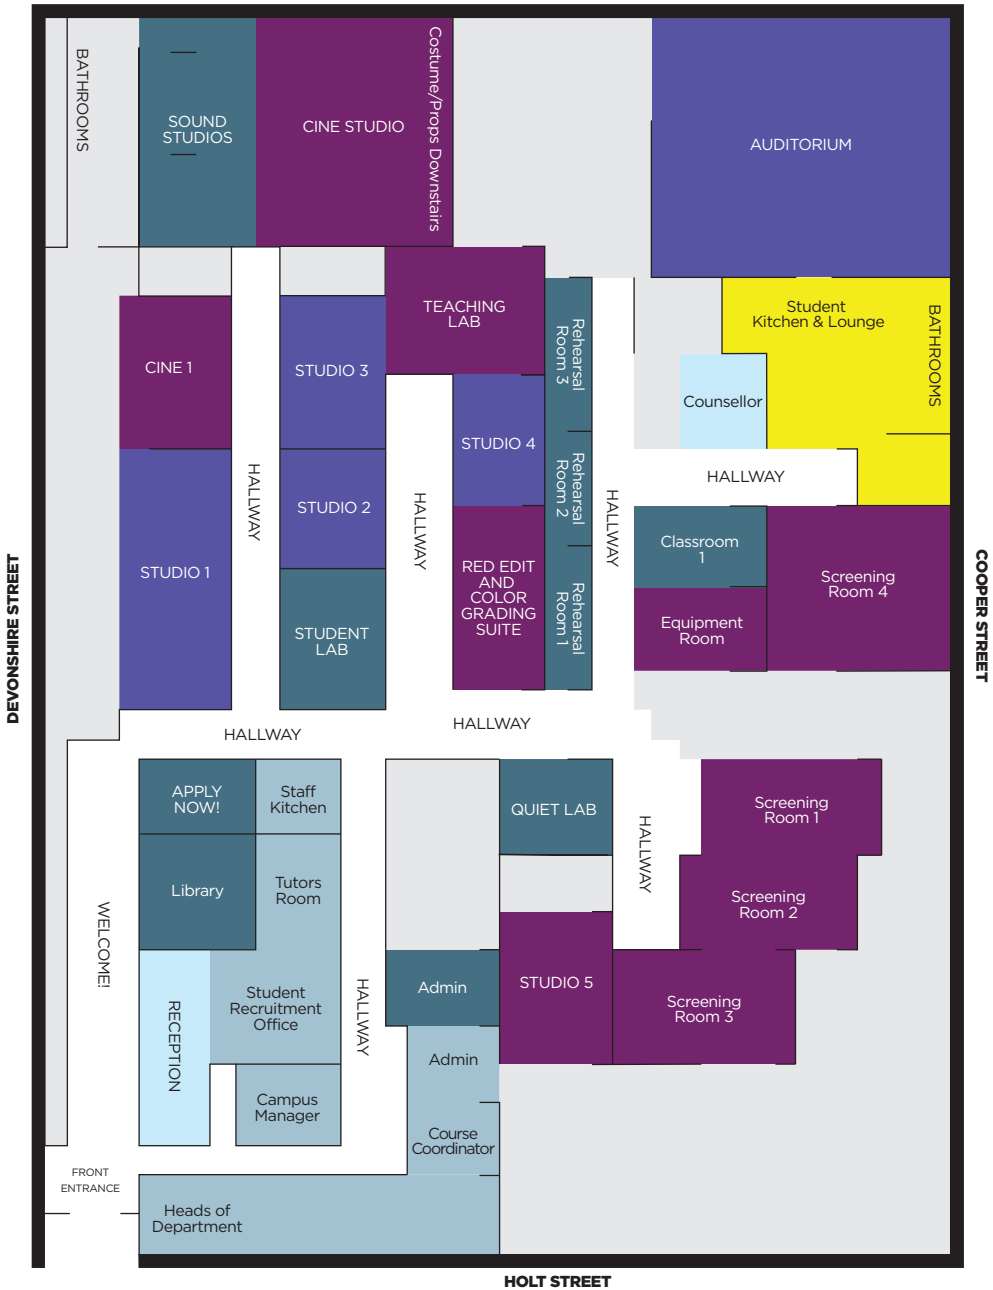 BATHROOMS
SOUND
STUDIOS
CINE STUDIO
Costume/Props Downstairs
AUDITORIUM
TEACHING
LAB
Rehearsal
Room 3
Student
Kitchen & Lounge
BATHROOMS
CINE 1
STUDIO 3
Counsellor
STUDIO 4
HALLWAY
HALLWAY
Rehearsal
Room 2
HALLWAY
HALLWAY
STUDIO 2
Classroom
1
STUDIO 1
RED EDIT
AND
COLOR
GRADING
SUITE
Rehearsal
Room 1
Screening
Room 4
STUDENT
LAB
Equipment
Room
DEVONSHIRE STREET
COOPER STREET
HALLWAY
HALLWAY
APPLY
NOW!
Staff
Kitchen
QUIET LAB
Screening
Room 1
HALLWAY
Library
Tutors
Room
Screening
Room 2
WELCOME!
RECEPTION
Student
Recruitment
Office
HALLWAY
Admin
STUDIO 5
Screening
Room 3
Admin
Campus
Manager
Course
Coordinator
FRONT
ENTRANCE
Heads of
Department
HOLT STREET